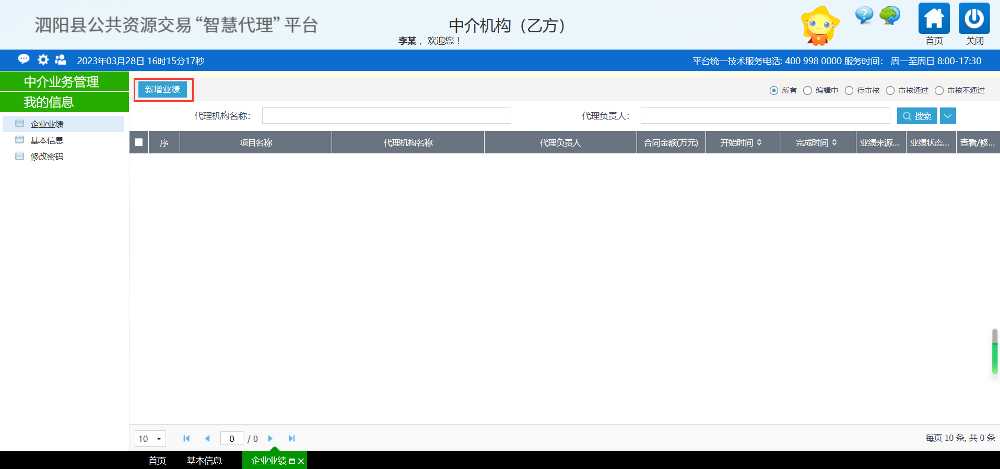 泗阳县公共资源交易“智慧代理”平台
中介机构（乙方）
李某，欢迎您！
首页
关闭
2023年03月28日 16时15分17秒
平台统一技术服务电话: 400 998 0000 服务时间： 周一至周日 8:00-17:30
中介业务管理
我的信息
企业业绩
基本信息
修改密码
新增业绩
所有 编辑中 待审核 审核通过 审核不通过
代理机构名称：
代理负责人：
搜索
序 项目名称 代理机构名称 代理负责人 合同金额(万元) 开始时间 完成时间 业绩来源... 业绩状态... 查看/修...
10
0 / 0
每页 10 条, 共 0 条
首页 基本信息 企业业绩